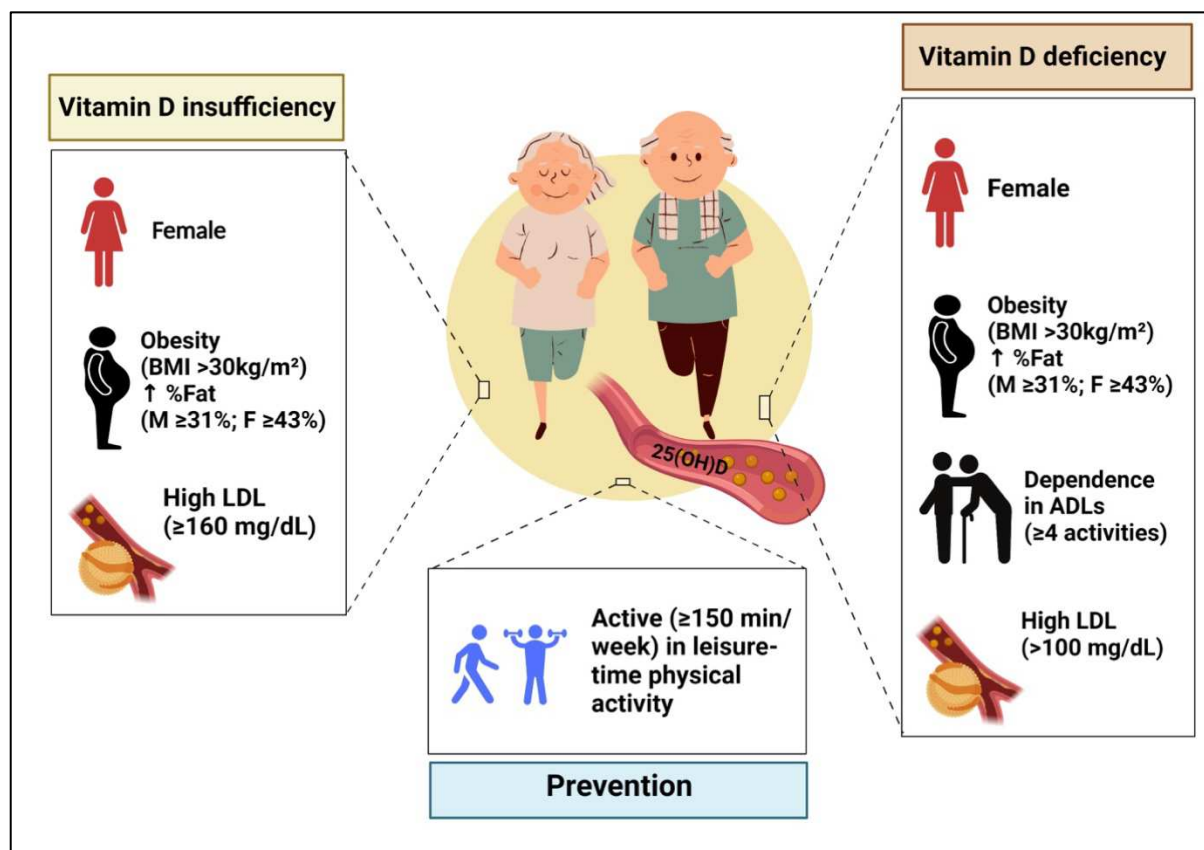 Vitamin D insufficiency
Female
Obesity
(BMI >30kg/m²)
↑ %Fat
(M ≥31%; F ≥43%)
High LDL
(≥160 mg/dL)
25(OH)D
Active (≥150 min/
week) in leisure-
time physical
activity
Prevention
Vitamin D deficiency
Female
Obesity
(BMI >30kg/m²)
↑ %Fat
(M ≥31%; F ≥43%)
Dependence
in ADLs
(≥4 activities)
High LDL
(>100 mg/dL)